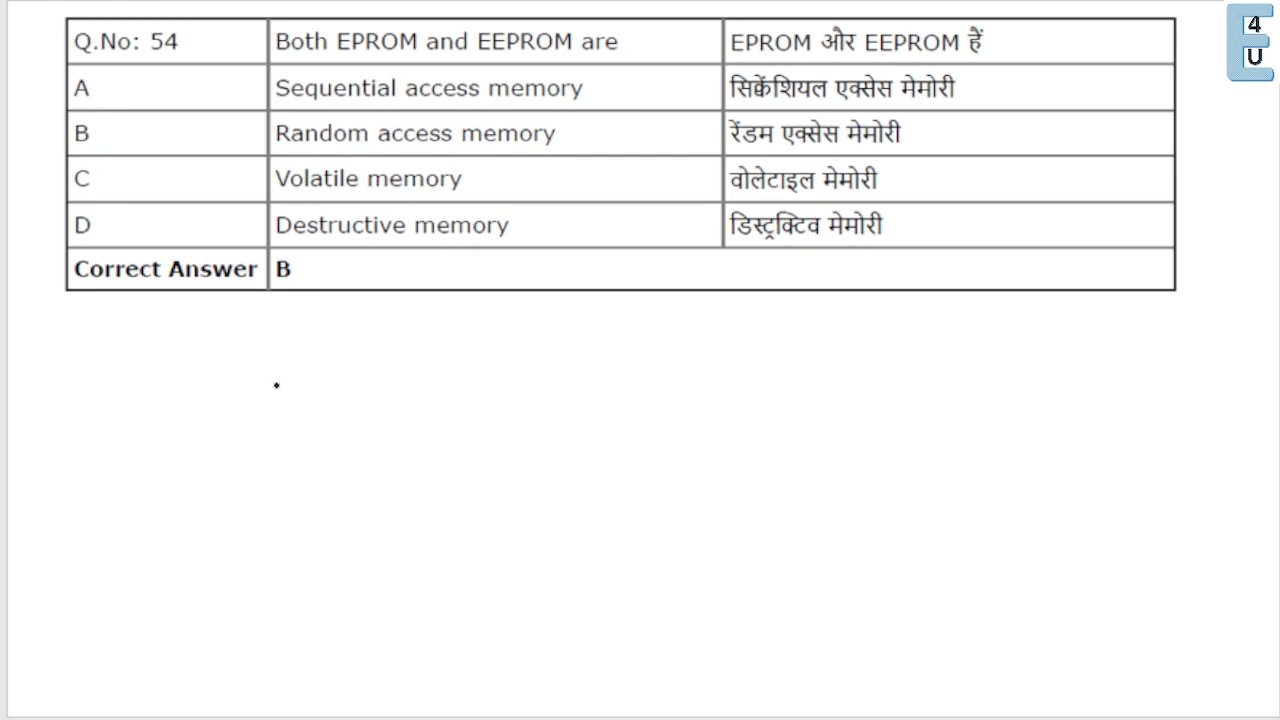 4
U
Q.No: 54 Both EPROM and EEPROM are EPROM और EEPROM हैं
A Sequential access memory सिक्वेंशियल एक्सेस मेमोरी
B Random access memory रेंडम एक्सेस मेमोरी
C Volatile memory वोलेटाइल मेमोरी
D Destructive memory डिस्ट्रक्टिव मेमोरी
Correct Answer B